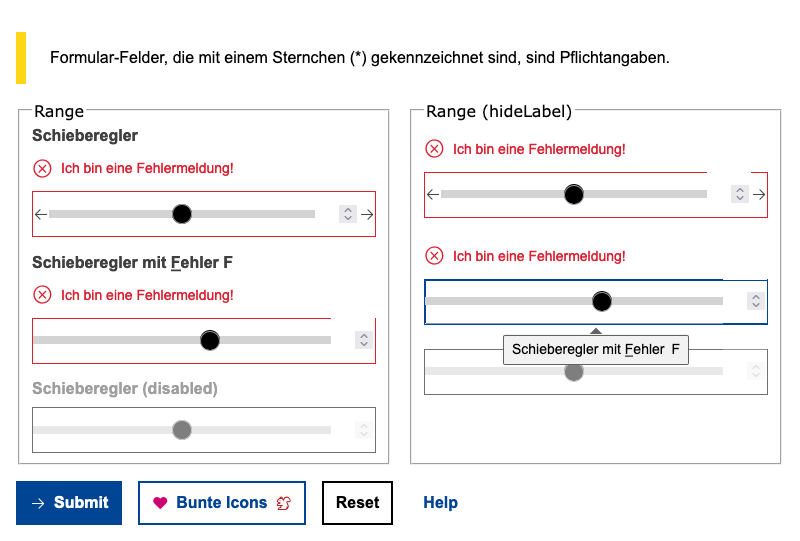 Formular-Felder, die mit einem Sternchen (*) gekennzeichnet sind, sind Pflichtangaben.
Range
Schieberegler
Ich bin eine Fehlermeldung!
Schieberegler mit Fehler F
Ich bin eine Fehlermeldung!
Schieberegler (disabled)
Range (hideLabel)
Ich bin eine Fehlermeldung!
Ich bin eine Fehlermeldung!
Schieberegler mit Fehler F
Submit
Bunte Icons
Reset
Help